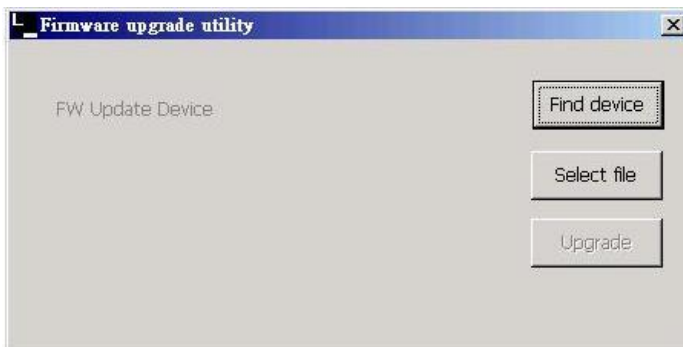 Firmware upgrade utility
FW Update Device
Find device
Select file
Upgrade